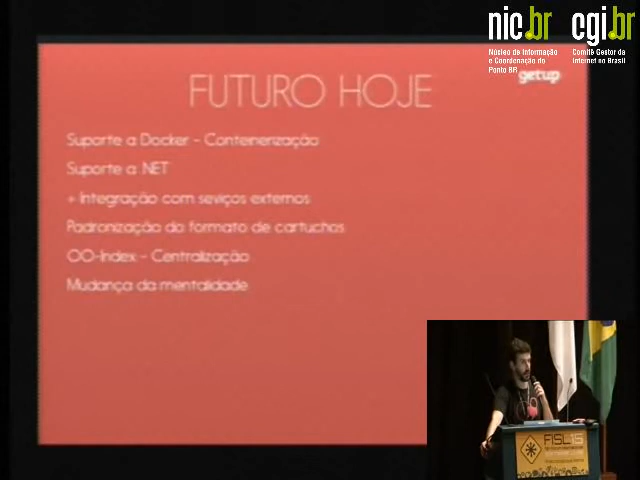 nic.br cgi.br
Núcleo de Informação
e Coordenação do
Ponto BR
Comitê Gestor da
Internet no Brasil
getup
FUTURO HOJE
Suporte a Docker - Conteinerização
Suporte a .NET
+ Integração com seviços externos
Padronização do formato de cartuchos
OO-Index - Centralização
Mudança da mentalidade
FISL15